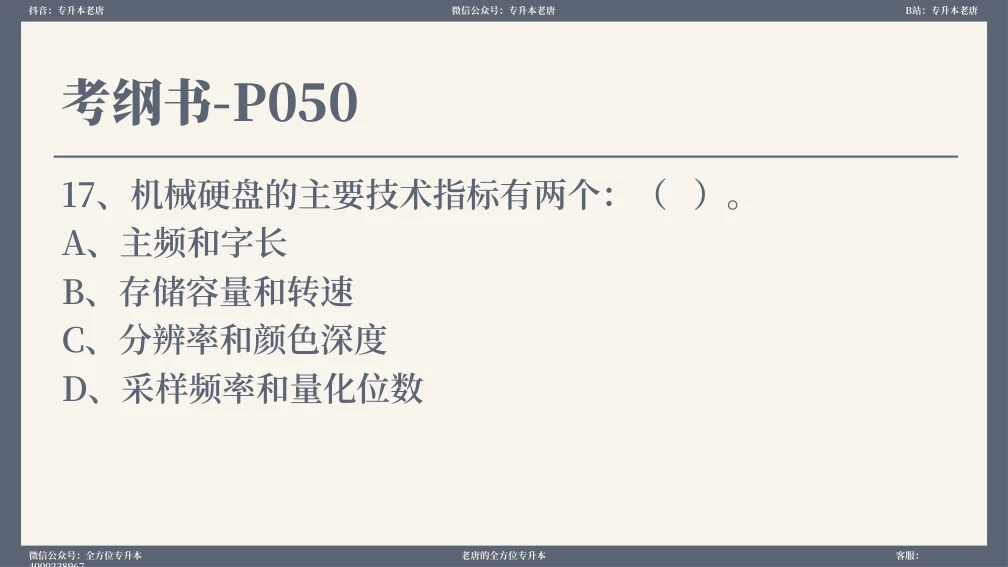 抖音：专升本老唐
微信公众号：专升本老唐
B站：专升本老唐
考纲书-P050
17、机械硬盘的主要技术指标有两个：（ ）。
A、主频和字长
B、存储容量和转速
C、分辨率和颜色深度
D、采样频率和量化位数
微信公众号：全方位专升本
老唐的全方位专升本
客服：